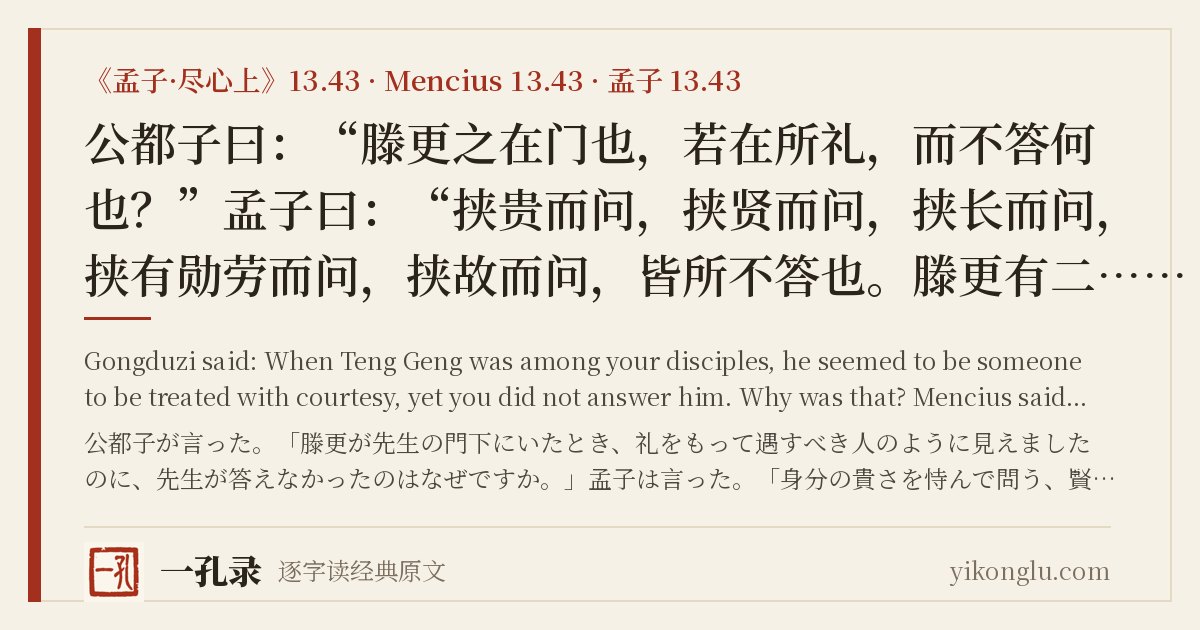 《孟子·尽心上》13.43 · Mencius 13.43 · 孟子 13.43
公都子曰：“滕更之在门也，若在所礼，而不答何
也？”孟子曰：“挟贵而问，挟贤而问，挟长而问，
挟有勋劳而问，挟故而问，皆所不答也。滕更有二……
Gongduzi said: When Teng Geng was among your disciples, he seemed to be someone
to be treated with courtesy, yet you did not answer him. Why was that? Mencius said...
公都子が言った。「滕更が先生の門下にいたとき、礼をもって遇すべき人のように見えました
のに、先生が答えなかったのはなぜですか。」孟子は言った。「身分の貴さを恃んで問う、賢…
一孔
一孔录 逐字读经典原文 yikonglu.com